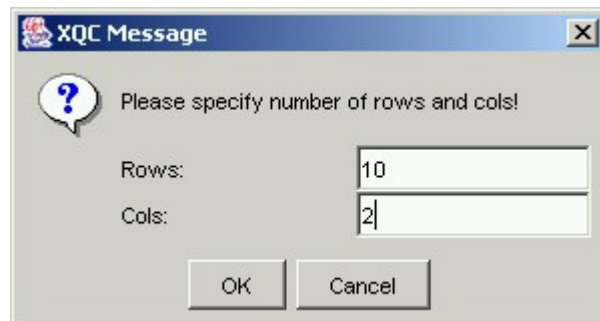 XQC Message
Please specify number of rows and cols!
Rows: 10
Cols: 2
OK Cancel